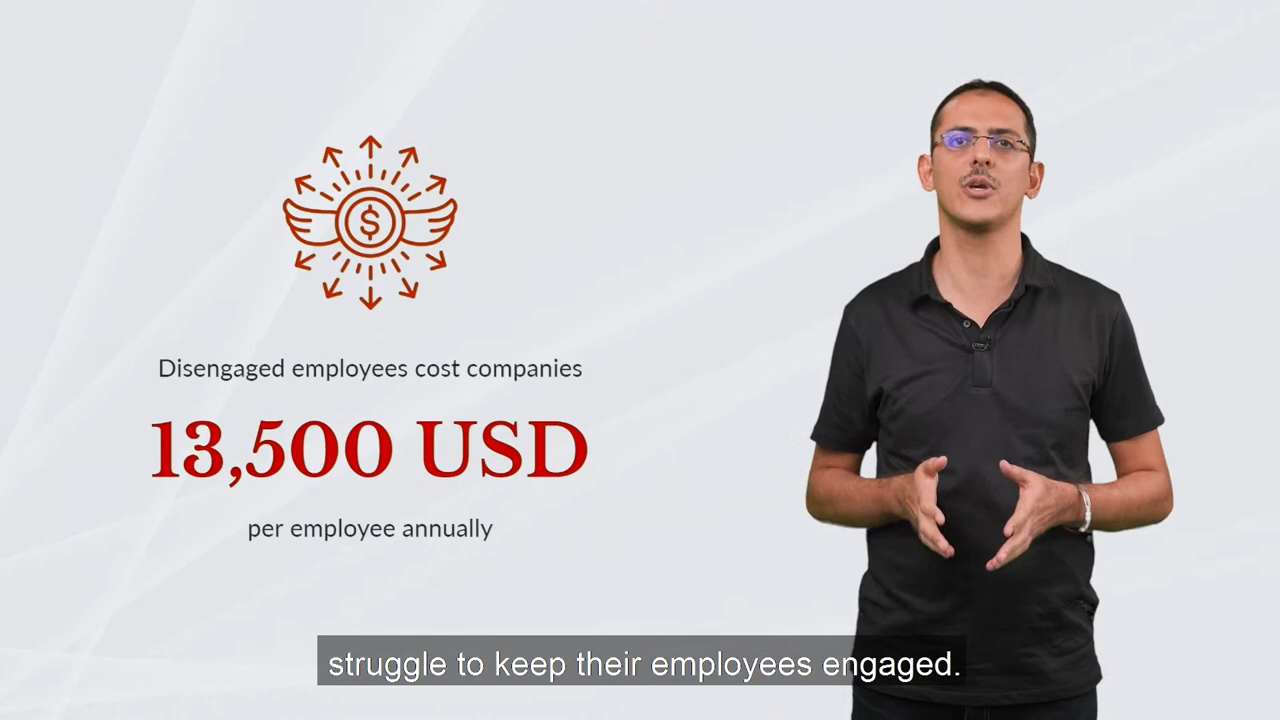 Disengaged employees cost companies
13,500 USD
per employee annually
struggle to keep their employees engaged.